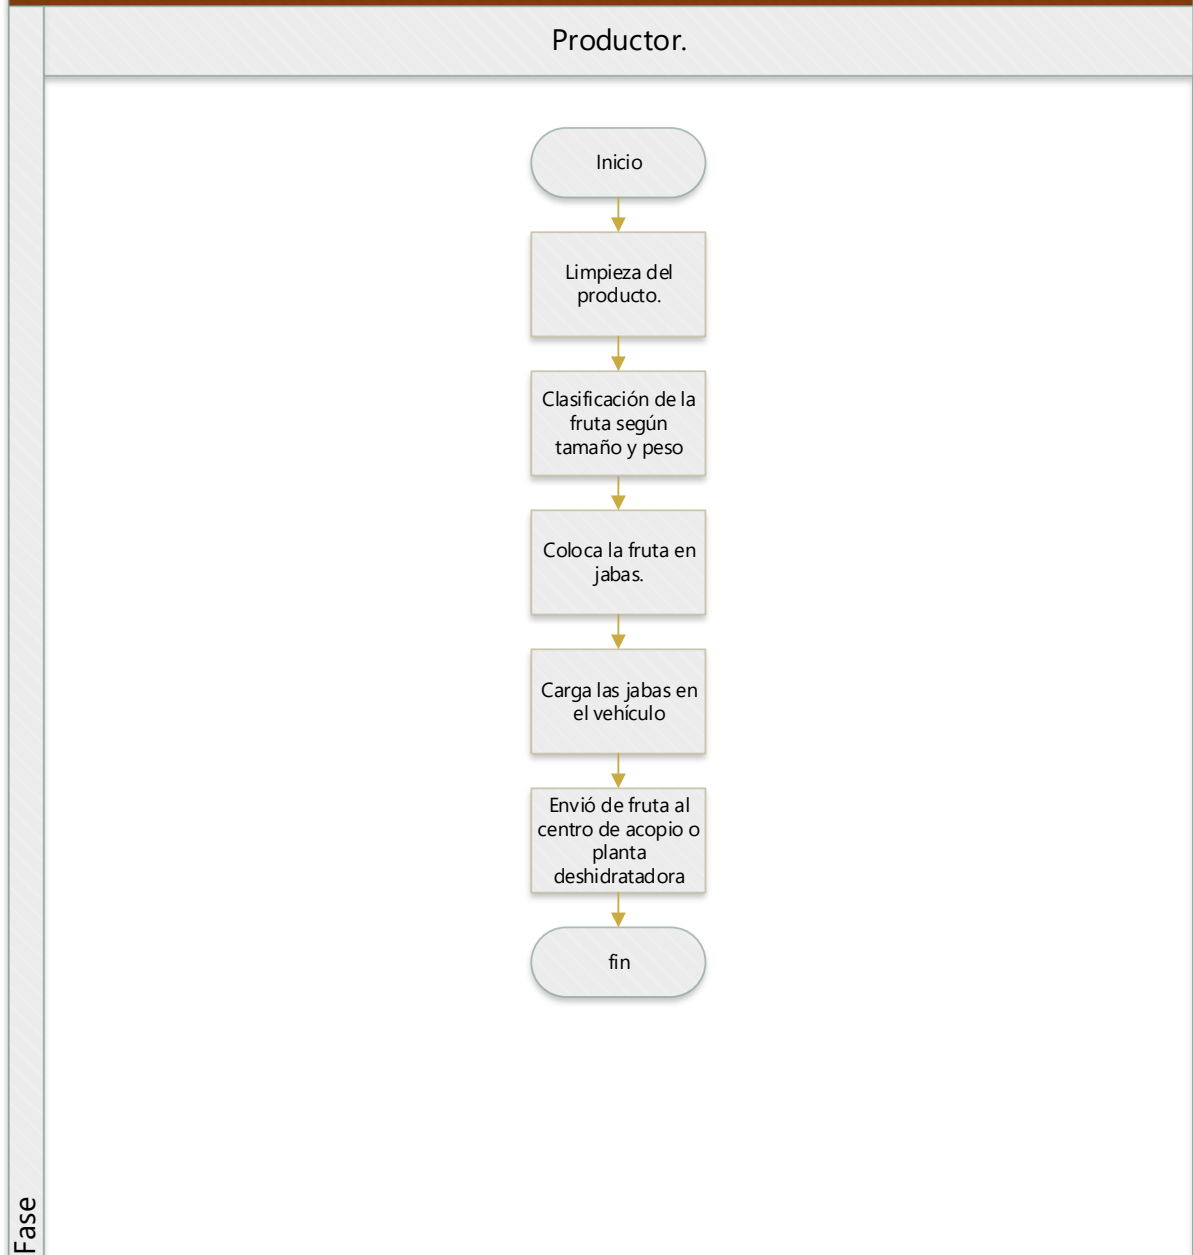 Productor.
Inicio
Limpieza del
producto.
Clasificación de la
fruta según
tamaño y peso
Coloca la fruta en
jabas.
Carga las jabas en
el vehículo
Envió de fruta al
centro de acopio o
planta
deshidratadora
fin
Fase